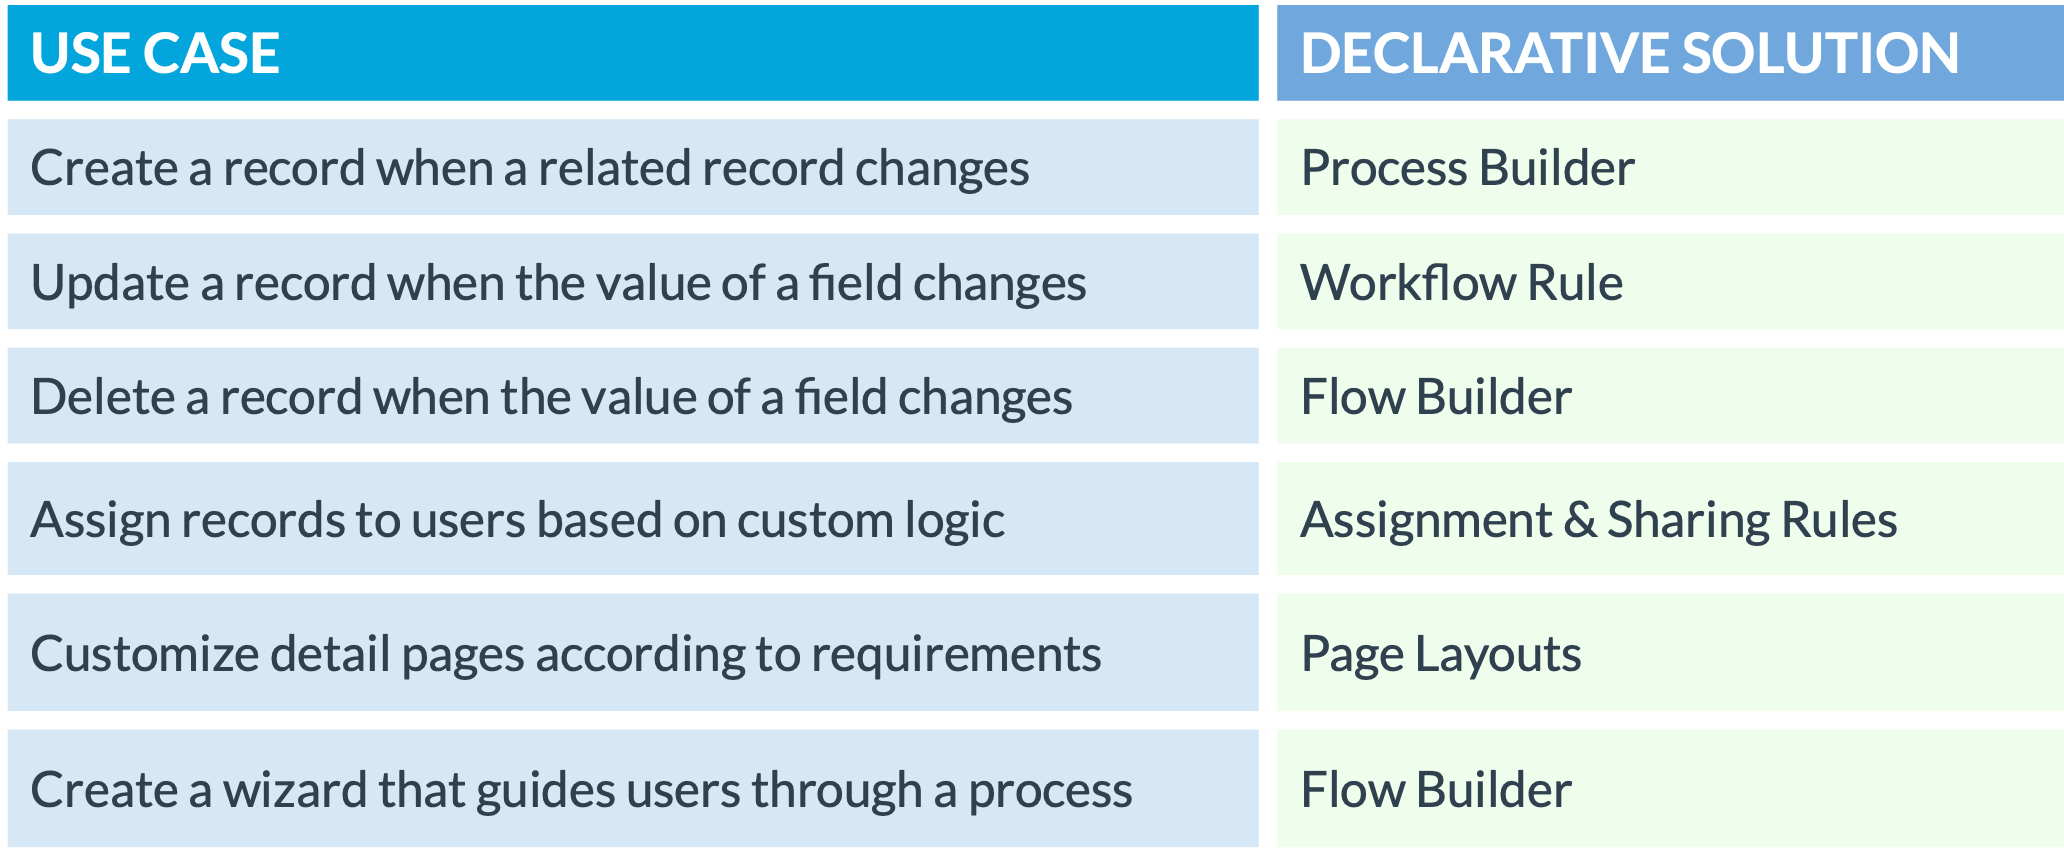 USE CASE
DECLARATIVE SOLUTION
Create a record when a related record changes
Process Builder
Update a record when the value of a field changes
Workflow Rule
Delete a record when the value of a field changes
Flow Builder
Assign records to users based on custom logic
Assignment & Sharing Rules
Customize detail pages according to requirements
Page Layouts
Create a wizard that guides users through a process
Flow Builder